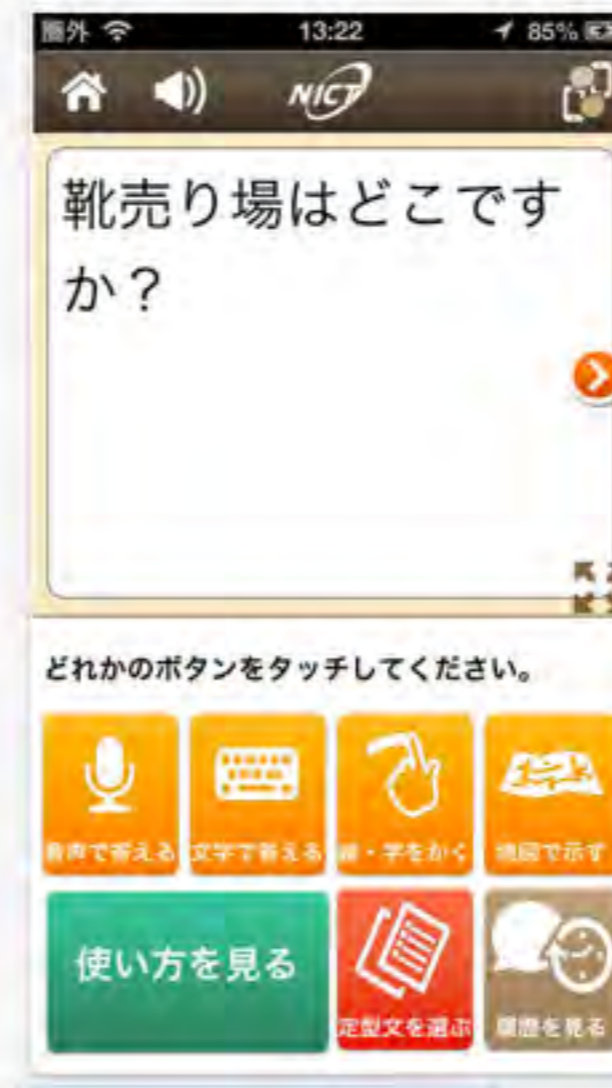 圏外 13:22 85%
NICT
靴売り場はどこです
か？
どれかのボタンをタッチしてください。
音声で答える 文字で答える 絵・字をかく 地図で示す
使い方を見る 定型文を選ぶ 履歴を見る